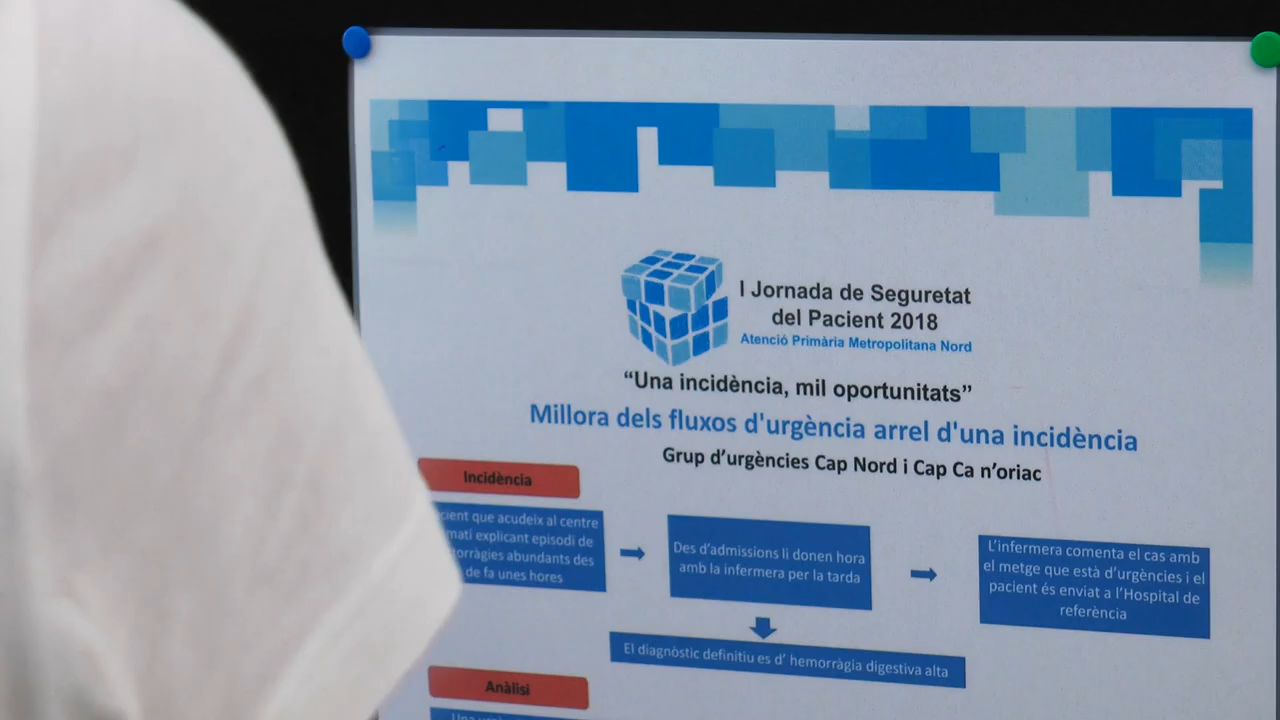 I Jornada de Seguretat
del Pacient 2018
Atenció Primària Metropolitana Nord
“Una incidència, mil oportunitats”
Millora dels fluxos d'urgència arrel d'una incidència
Grup d’urgències Cap Nord i Cap Ca n’oriac
Incidència
que acudeix al centre
explicant episodi de
abundants des
de fa unes hores
Des d’admissions li donen hora
amb la infermera per la tarda
L’infermera comenta el cas amb
el metge que està d’urgències i el
pacient és enviat a l’Hospital de
referència
El diagnòstic definitiu es d’ hemorràgia digestiva alta
Anàlisi